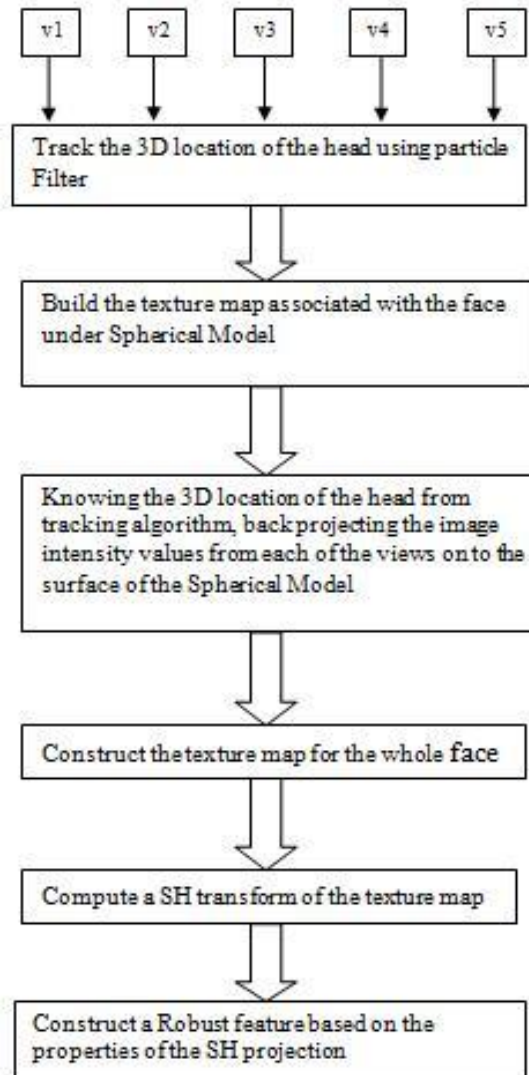 v1 v2 v3 v4 v5
Track the 3D location of the head using particle
Filter
Build the texture map associated with the face
under Spherical Model
Knowing the 3D location of the head from
tracking algorithm, back projecting the image
intensity values from each of the views on to the
surface of the Spherical Model
Construct the texture map for the whole face
Compute a SH transform of the texture map
Construct a Robust feature based on the
properties of the SH projection